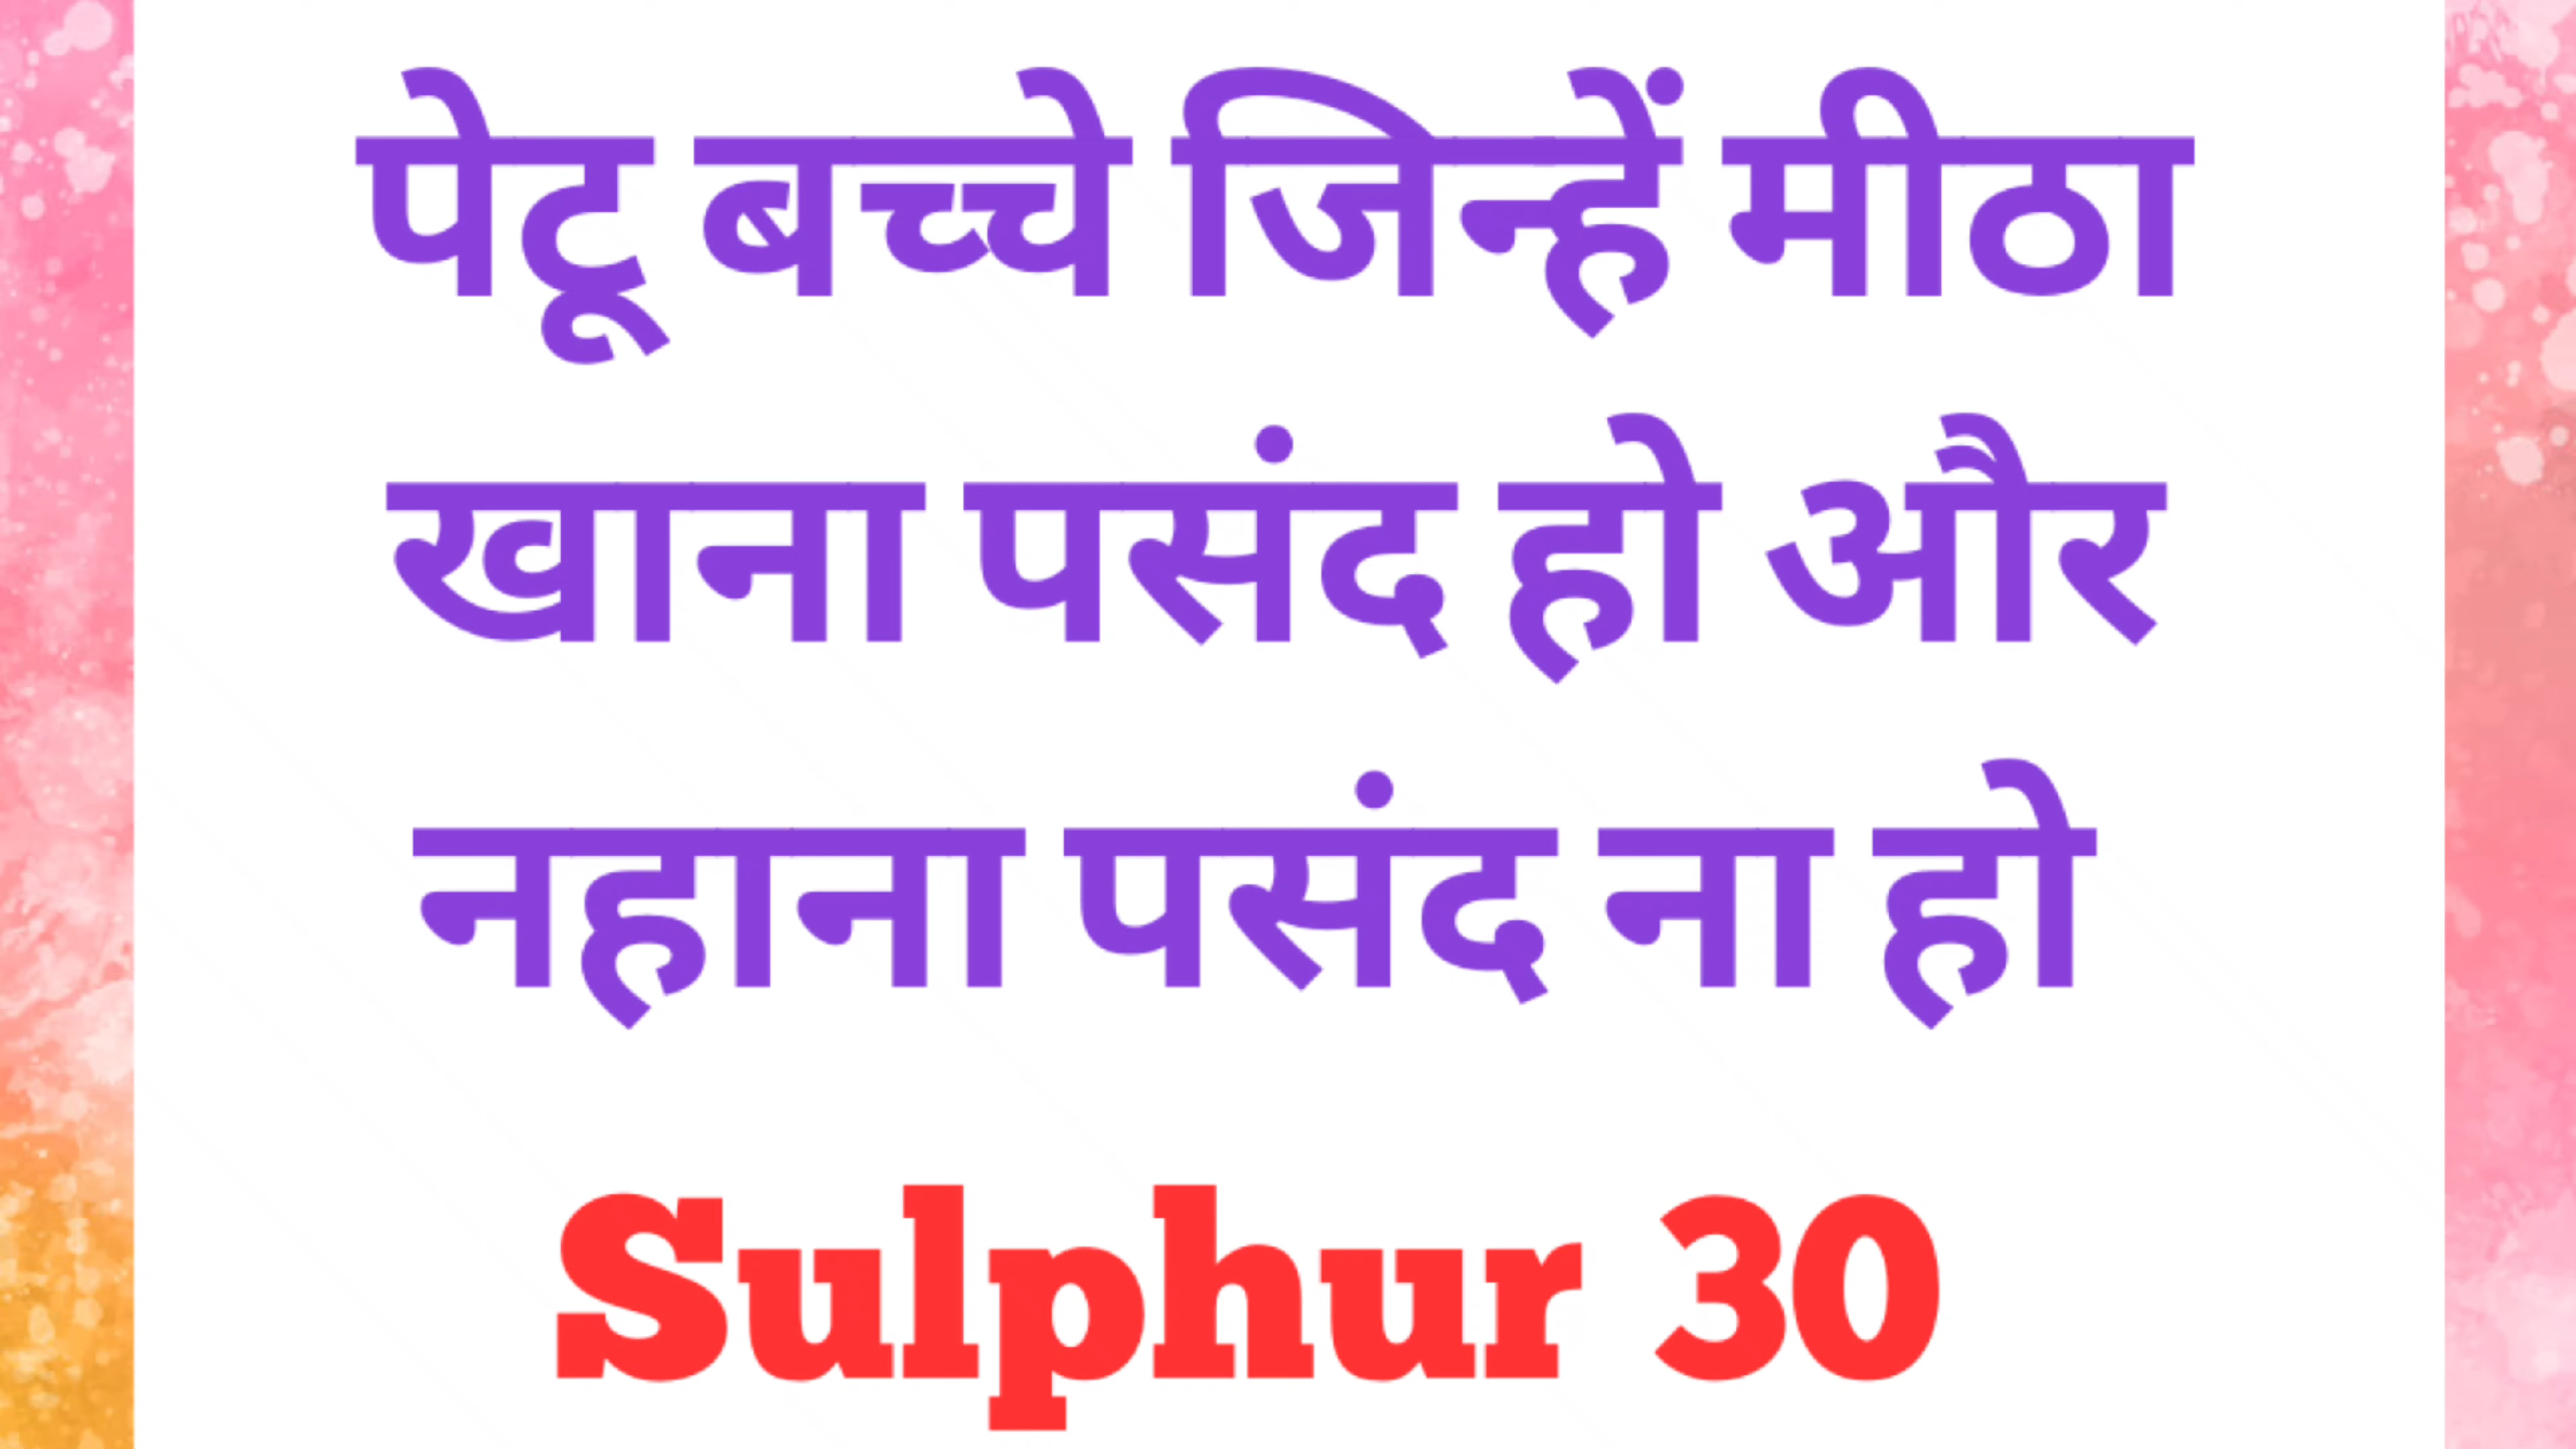 पेटू बच्चे जिन्हें मीठा
खाना पसंद हो और
नहाना पसंद ना हो
Sulphur 30